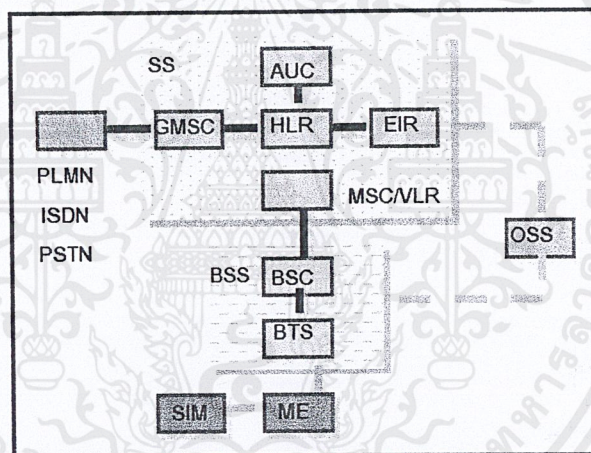 SS
AUC
GMSC
HLR
EIR
PLMN
ISDN
PSTN
MSC/VLR
OSS
BSS
BSC
BTS
SIM
ME